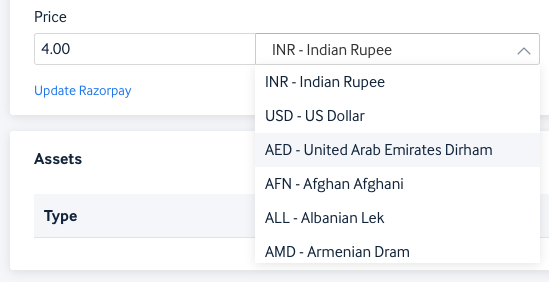 Price
4.00
INR - Indian Rupee
INR - Indian Rupee
Update Razorpay
USD - US Dollar
AED - United Arab Emirates Dirham
Assets
AFN - Afghan Afghani
Type
ALL - Albanian Lek
AMD - Armenian Dram